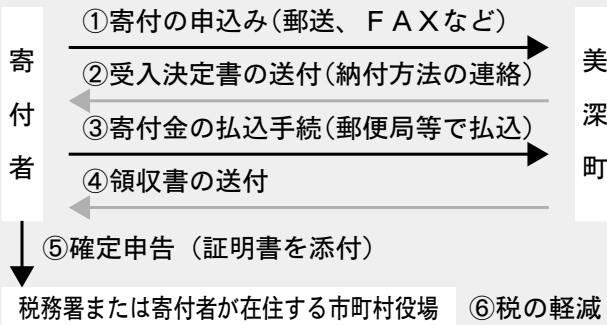 ①寄付の申込み(郵送、ＦＡＸなど)
寄付者
②受入決定書の送付(納付方法の連絡)
美深町
③寄付金の払込手続(郵便局等で払込)
④領収書の送付
⑤確定申告（証明書を添付）
税務署または寄付者が在住する市町村役場
⑥税の軽減